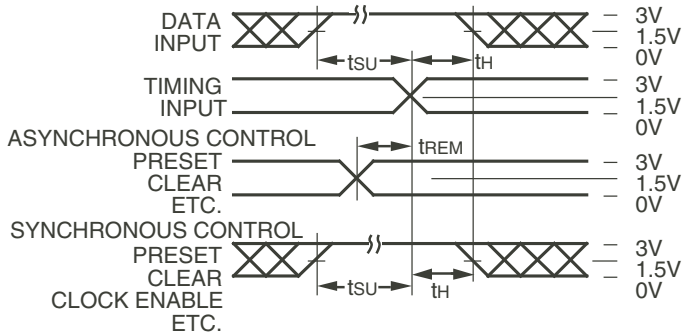 DATA
INPUT
tSU
tH
3V
1.5V
0V
TIMING
INPUT
3V
1.5V
0V
ASYNCHRONOUS CONTROL
PRESET
CLEAR
ETC.
tREM
3V
1.5V
0V
SYNCHRONOUS CONTROL
PRESET
CLEAR
CLOCK ENABLE
ETC.
tSU
tH
3V
1.5V
0V